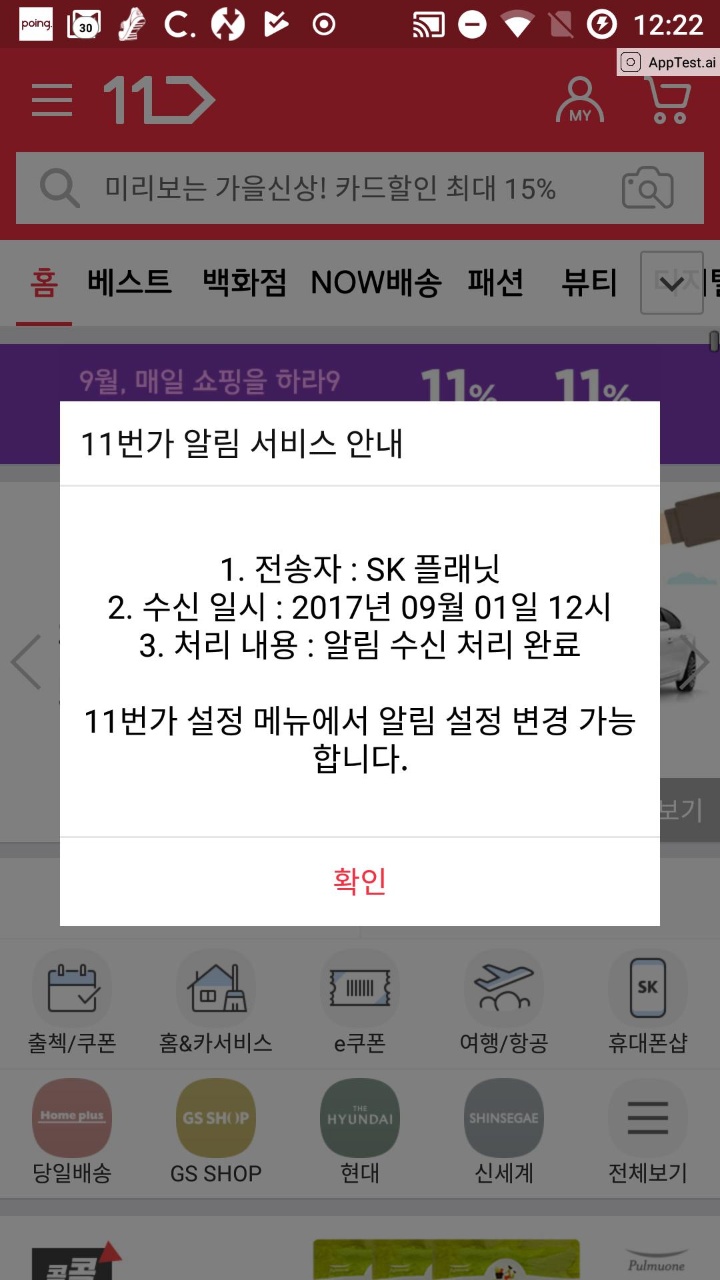 poing.
30
C.
12:22
AppTest.ai
11
MY
미리보는 가을신상! 카드할인 최대 15%
홈 베스트 백화점 NOW배송 패션 뷰티 디지털
9월, 매일 쇼핑을 하라9
11% 11%
11번가 알림 서비스 안내
1. 전송자 : SK 플래닛
2. 수신 일시 : 2017년 09월 01일 12시
3. 처리 내용 : 알림 수신 처리 완료
11번가 설정 메뉴에서 알림 설정 변경 가능
합니다.
보기
확인
SK
출첵/쿠폰 홈&카서비스 e쿠폰 여행/항공 휴대폰샵
Home plus GS SHOP THE HYUNDAI SHINSEGAE
당일배송 GS SHOP 현대 신세계 전체보기
콕콕
Pulmuone